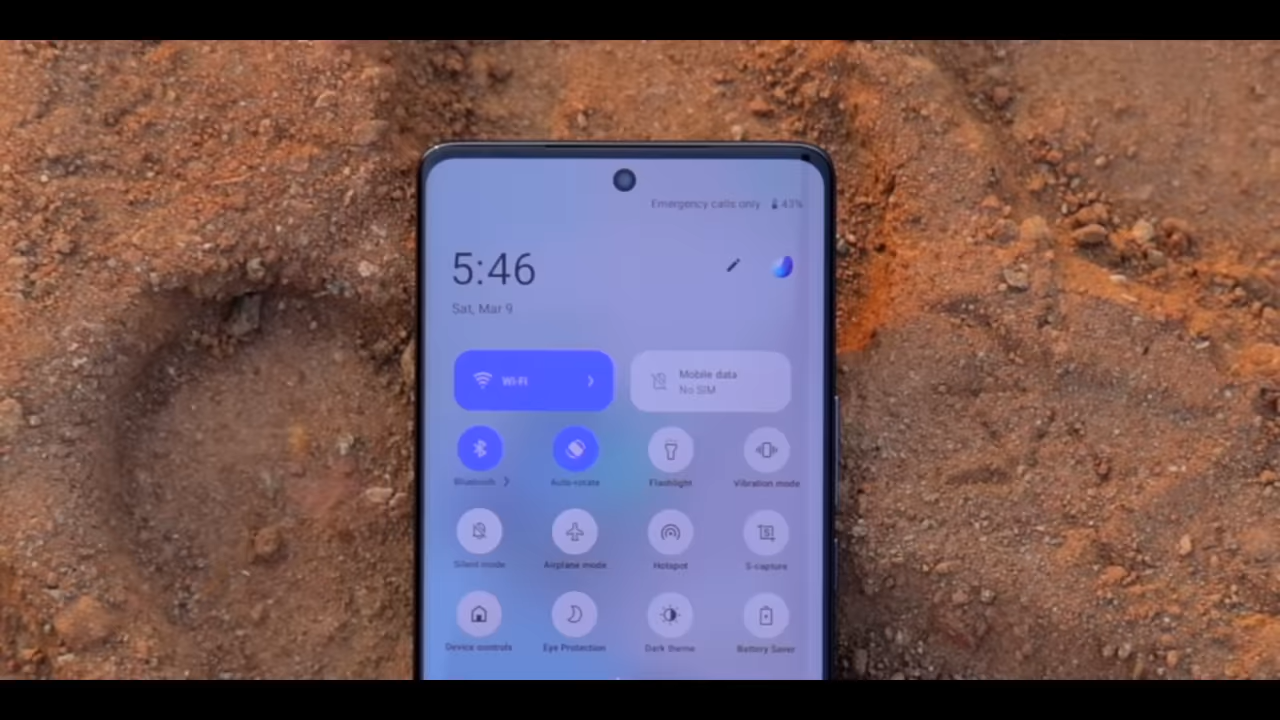 Emergency calls only 43%
5:46
Sat, Mar 9
Wi-Fi
Mobile data
No SIM
Bluetooth
Auto-rotate
Flashlight
Vibration mode
Silent mode
Airplane mode
Hotspot
S-capture
Device controls
Eye Protection
Dark theme
Battery Saver